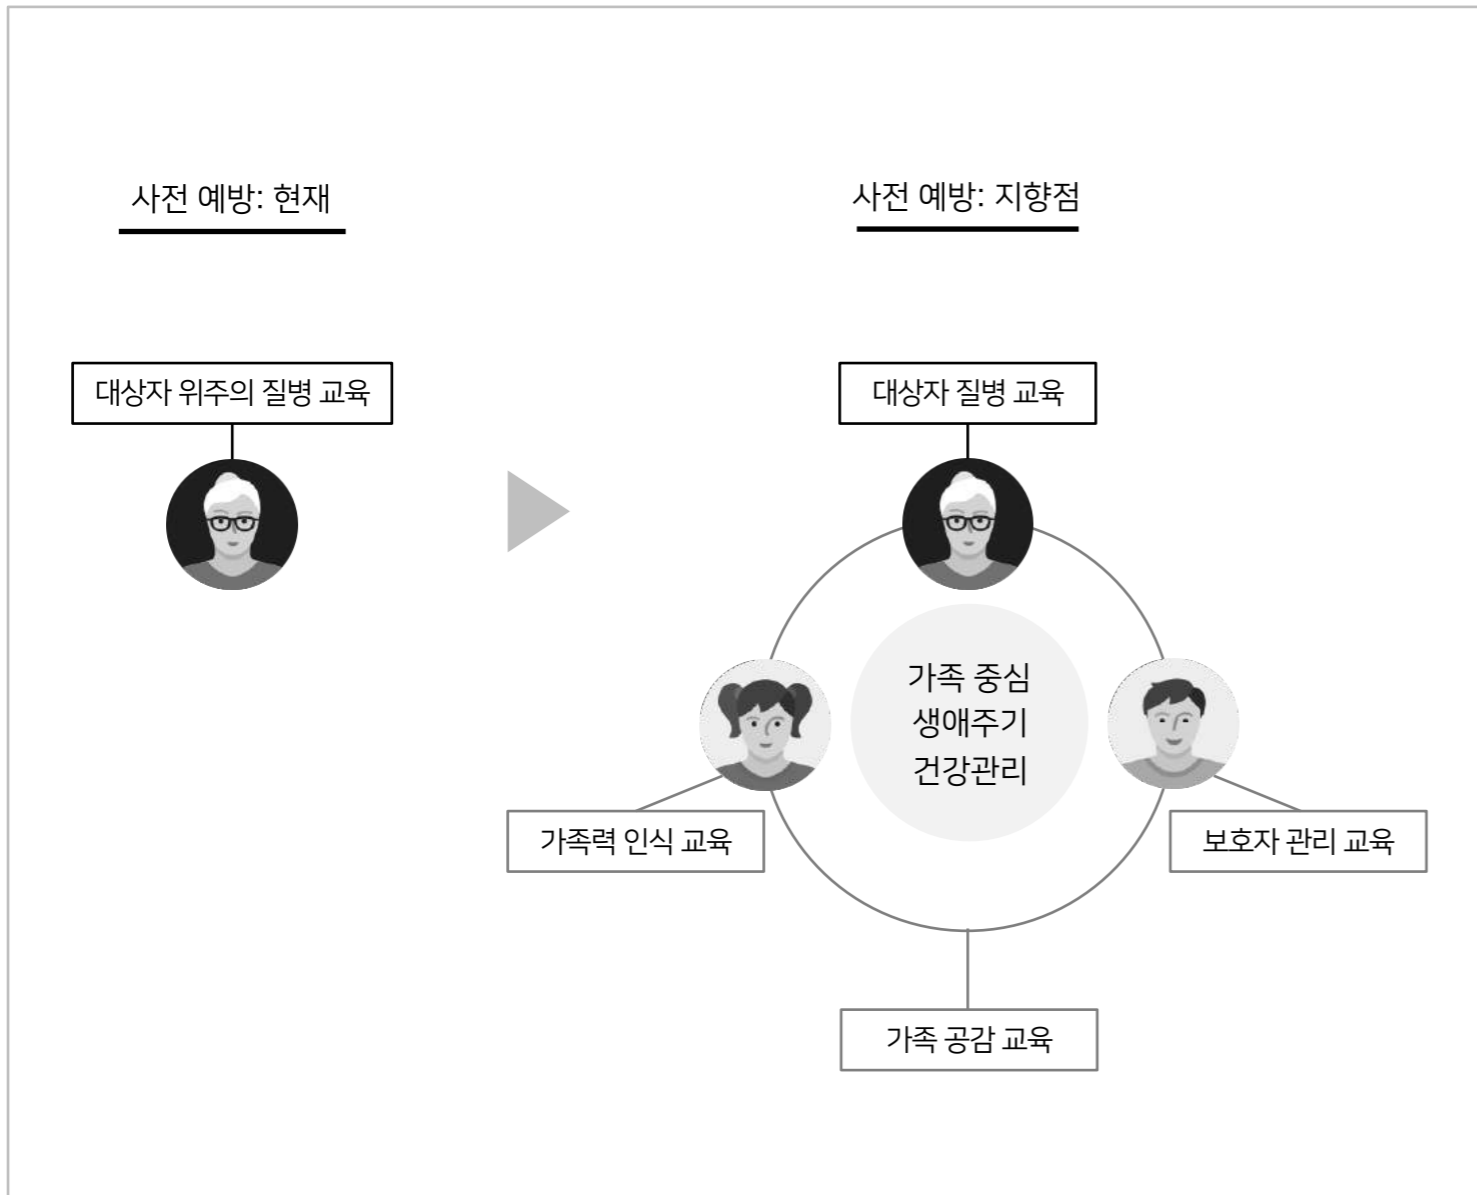 사전 예방: 현재
사전 예방: 지향점
대상자 위주의 질병 교육
대상자 질병 교육
가족 중심
생애주기
건강관리
가족력 인식 교육
보호자 관리 교육
가족 공감 교육